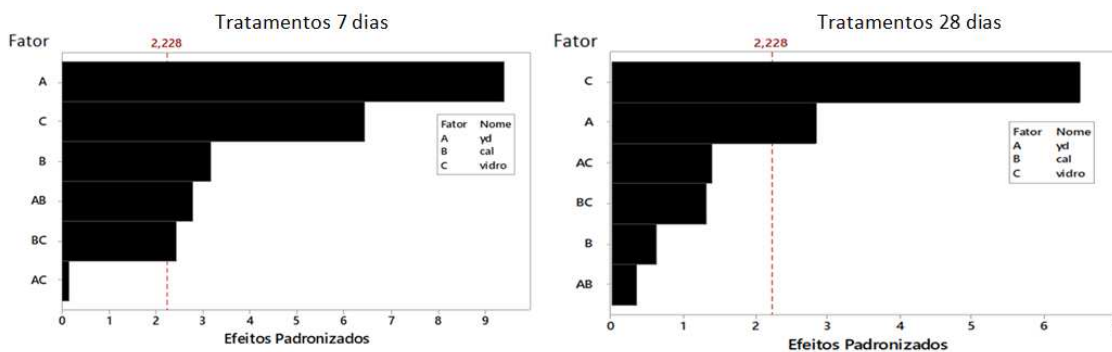 Tratamentos 7 dias
Fator
2,228
A
C
B
AB
BC
AC
Fator Nome
A yd
B cal
C vidro
0 1 2 3 4 5 6 7 8 9
Efeitos Padronizados
Tratamentos 28 dias
Fator
2,228
C
A
AC
BC
B
AB
Fator Nome
A yd
B cal
C vidro
0 1 2 3 4 5 6
Efeitos Padronizados